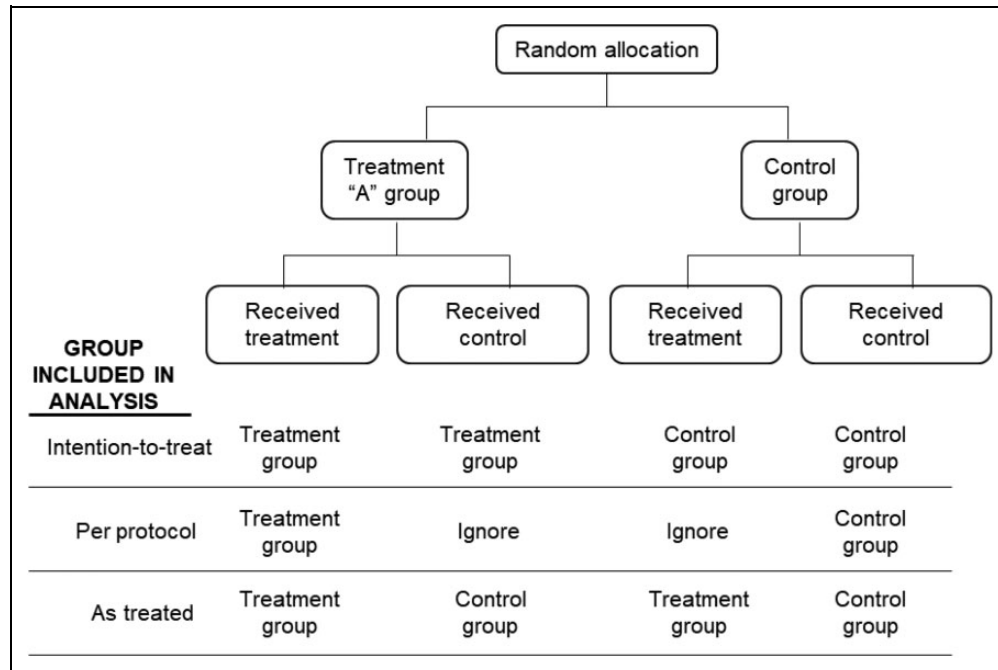 Random allocation
Treatment
“A” group
Control
group
Received
treatment
Received
control
Received
treatment
Received
control
GROUP
INCLUDED IN
ANALYSIS
Intention-to-treat
Treatment
group
Treatment
group
Control
group
Control
group
Per protocol
Treatment
group
Ignore
Ignore
Control
group
As treated
Treatment
group
Control
group
Treatment
group
Control
group